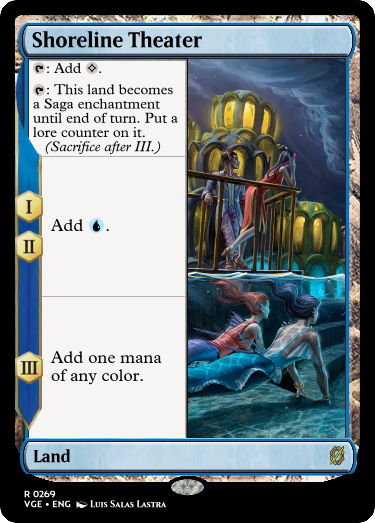 Shoreline Theater
: Add .
: This land becomes
a Saga enchantment
until end of turn. Put a
lore counter on it.
(Sacrifice after III.)
I
II
Add .
III
Add one mana
of any color.
Land
R 0269
VGE • ENG Luis Salas Lastra